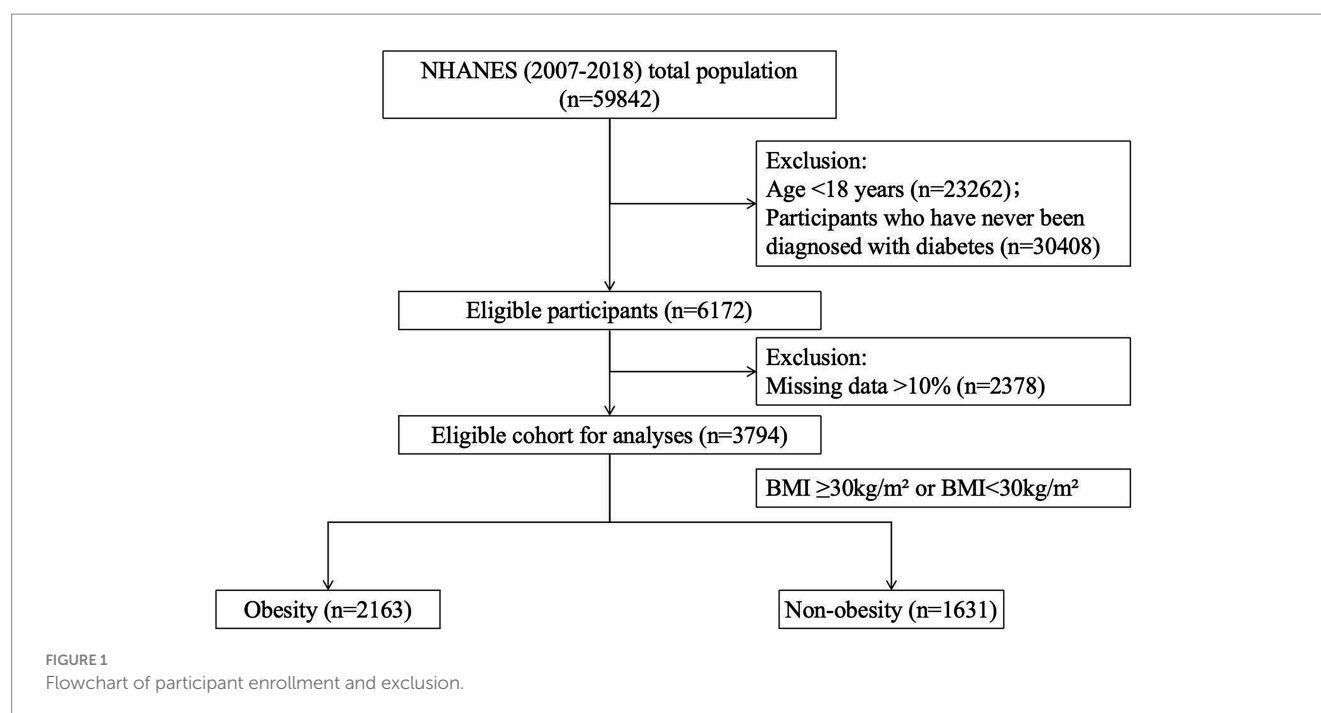 NHANES (2007-2018) total population
(n=59842)
Exclusion:
Age <18 years (n=23262)；
Participants who have never been
diagnosed with diabetes (n=30408)
Eligible participants (n=6172)
Exclusion:
Missing data >10% (n=2378)
Eligible cohort for analyses (n=3794)
BMI ≥30kg/m² or BMI<30kg/m²
Obesity (n=2163)
Non-obesity (n=1631)
FIGURE 1
Flowchart of participant enrollment and exclusion.